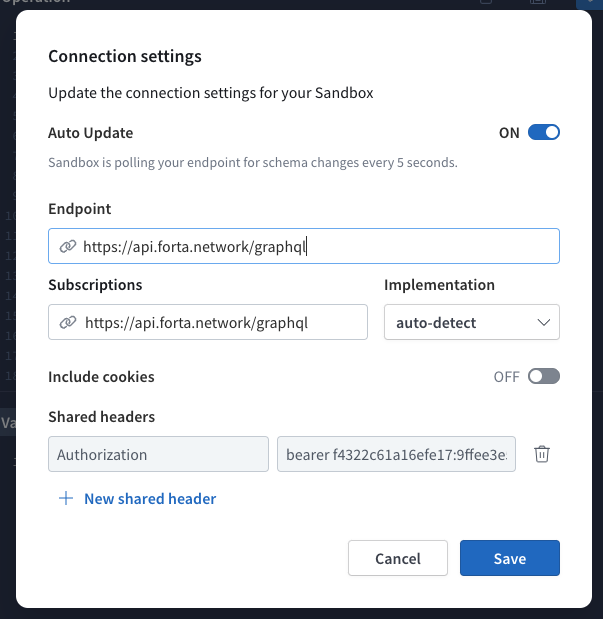 Connection settings
Update the connection settings for your Sandbox
Auto Update ON
Sandbox is polling your endpoint for schema changes every 5 seconds.
Endpoint
https://api.forta.network/graphql
Subscriptions Implementation
https://api.forta.network/graphql auto-detect
Include cookies OFF
Shared headers
Authorization bearer f4322c61a16efe17:9ffee3e
New shared header
Cancel Save